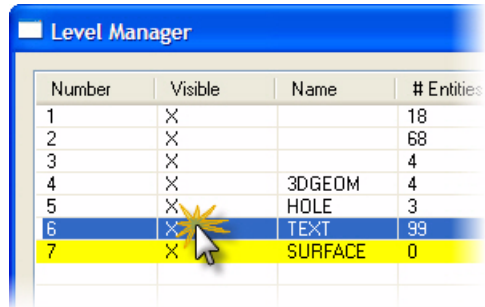 Level Manager
Number Visible Name # Entities
1 X 18
2 X 68
3 X 4
4 X 3DGEOM 4
5 X HOLE 3
6 X TEXT 99
7 X SURFACE 0